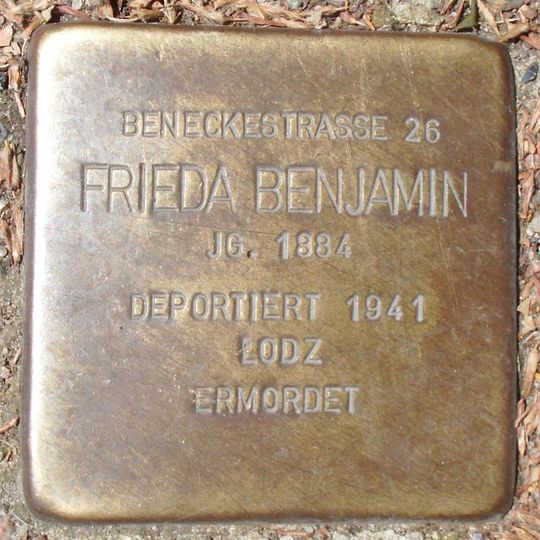 BENECKESTRASSE 26
FRIEDA BENJAMIN
JG. 1884
DEPORTIERT 1941
ŁODZ
ERMORDET